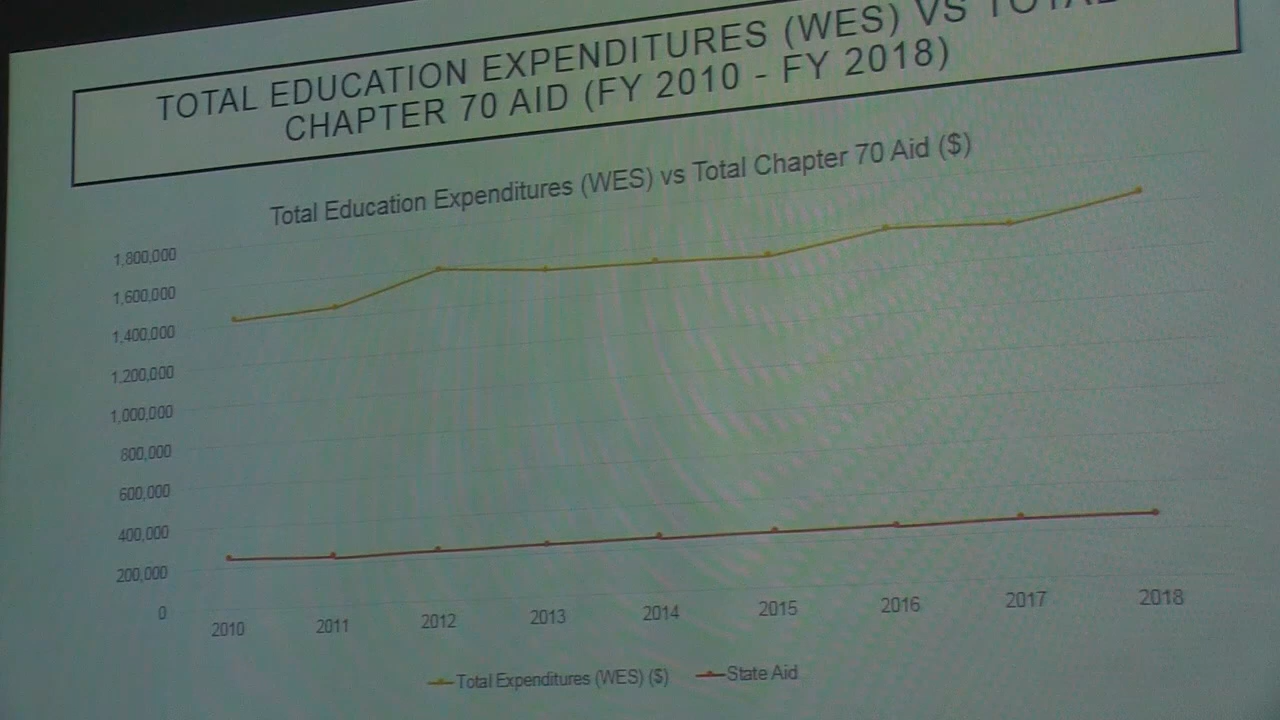 TOTAL EDUCATION EXPENDITURES (WES) VS TOTAL
CHAPTER 70 AID (FY 2010 - FY 2018)
Total Education Expenditures (WES) vs Total Chapter 70 Aid ($)
1,800,000
1,600,000
1,400,000
1,200,000
1,000,000
800,000
600,000
400,000
200,000
0
2010 2011 2012 2013 2014 2015 2016 2017 2018
Total Expenditures (WES) ($) State Aid